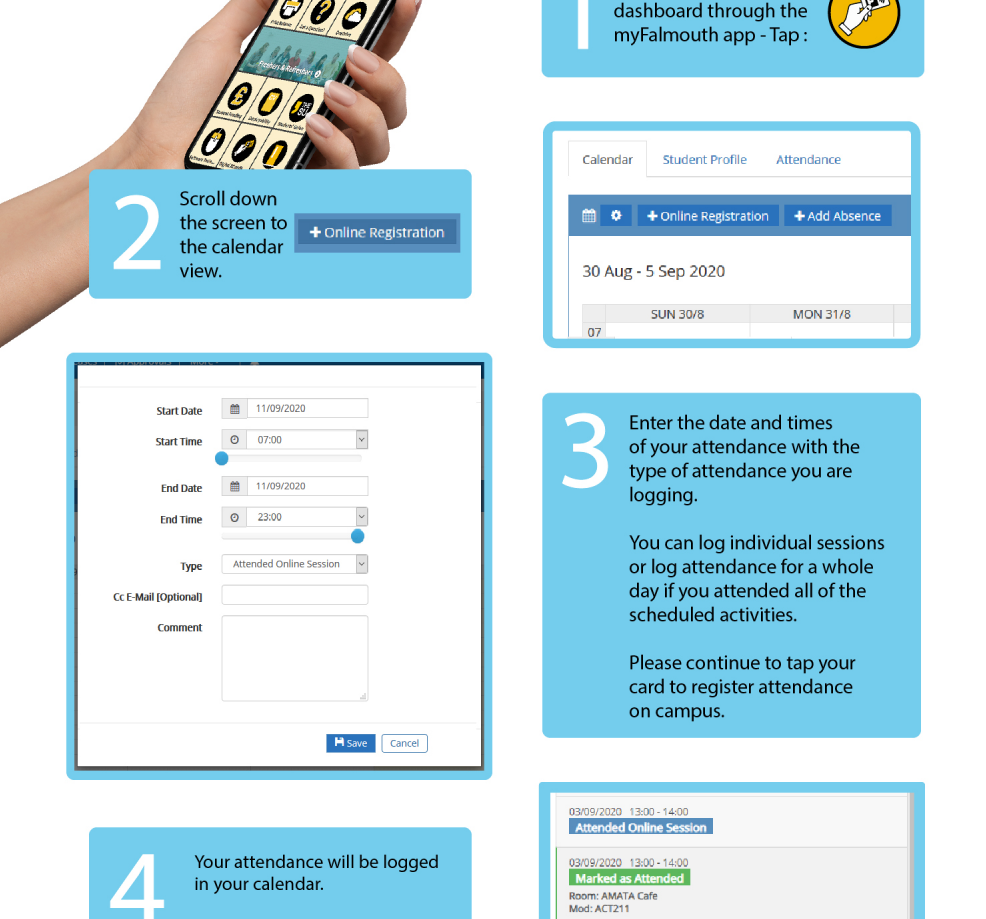 dashboard through the
myFalmouth app - Tap :
1
Freshers & Refreshers
THE
SU
2
Scroll down
the screen to
the calendar
view.
+ Online Registration
Calendar Student Profile Attendance
+ Online Registration + Add Absence
30 Aug - 5 Sep 2020
SUN 30/8 MON 31/8
07
Start Date 11/09/2020
Start Time 07:00
End Date 11/09/2020
End Time 23:00
Type Attended Online Session
Cc E-Mail [Optional]
Comment
Save Cancel
3
Enter the date and times
of your attendance with the
type of attendance you are
logging.
You can log individual sessions
or log attendance for a whole
day if you attended all of the
scheduled activities.
Please continue to tap your
card to register attendance
on campus.
4
Your attendance will be logged
in your calendar.
03/09/2020 13:00 - 14:00
Attended Online Session
03/09/2020 13:00 - 14:00
Marked as Attended
Room: AMATA Cafe
Mod: ACT211